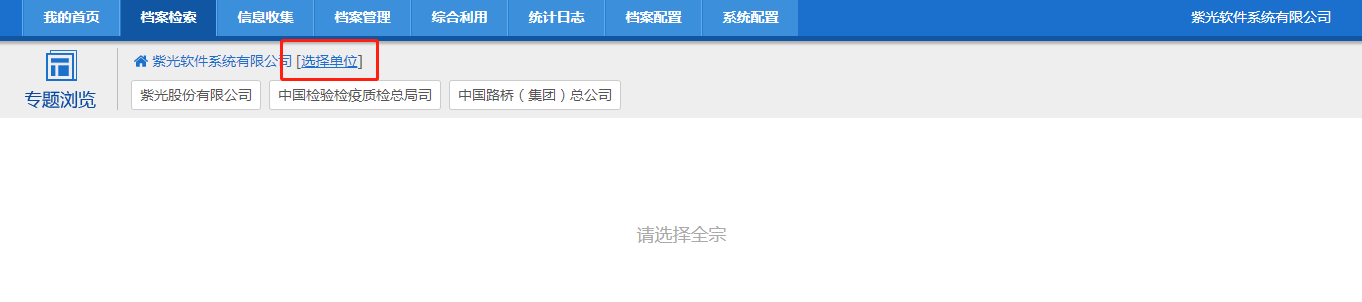 我的首页 档案检索 信息收集 档案管理 综合利用 统计日志 档案配置 系统配置 紫光软件系统有限公司
紫光软件系统有限公司 [选择单位]
专题浏览
紫光股份有限公司 中国检验检疫质检总局司 中国路桥（集团）总公司
请选择全宗